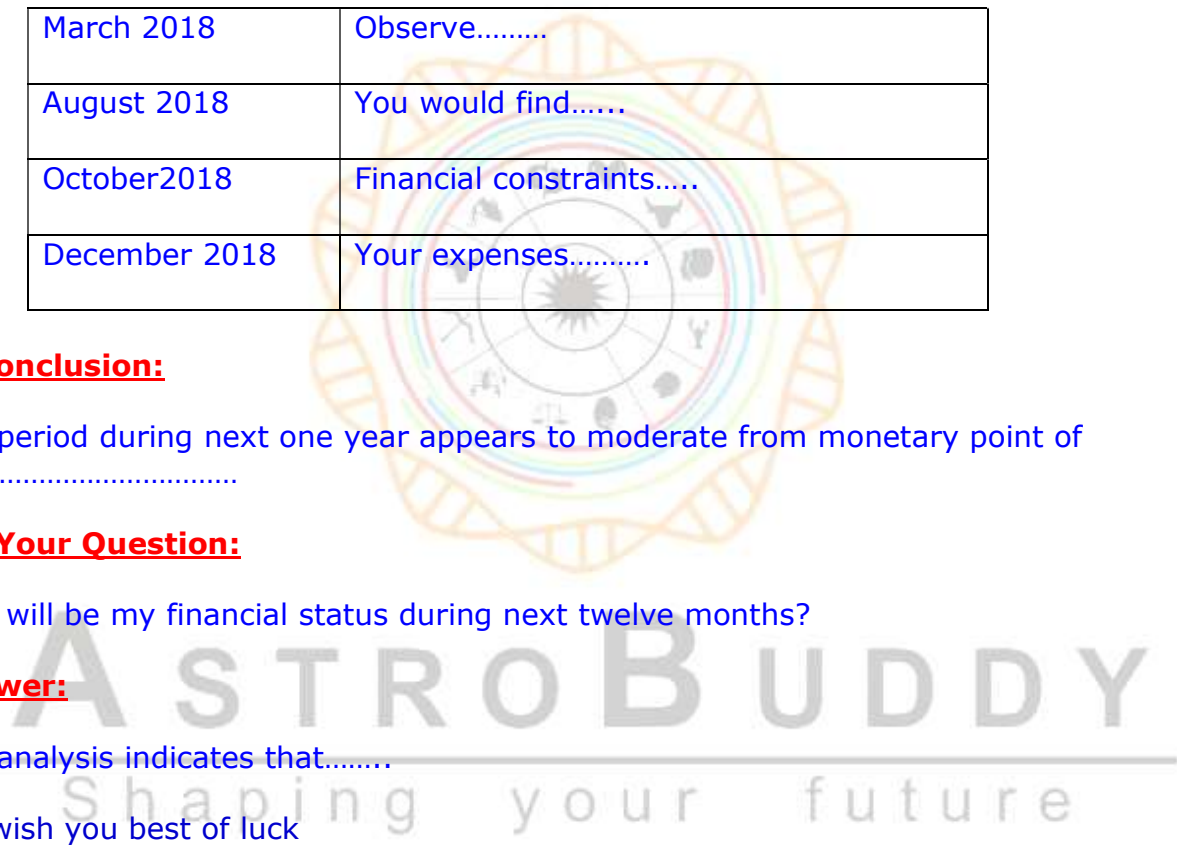 March 2018 Observe………
August 2018 You would find…...
October2018 Financial constraints…..
December 2018 Your expenses……….
onclusion:
period during next one year appears to moderate from monetary point of
…………………………
Your Question:
will be my financial status during next twelve months?
wer:
analysis indicates that……..
wish you best of luck
ASTROBUDDY
Shaping your future